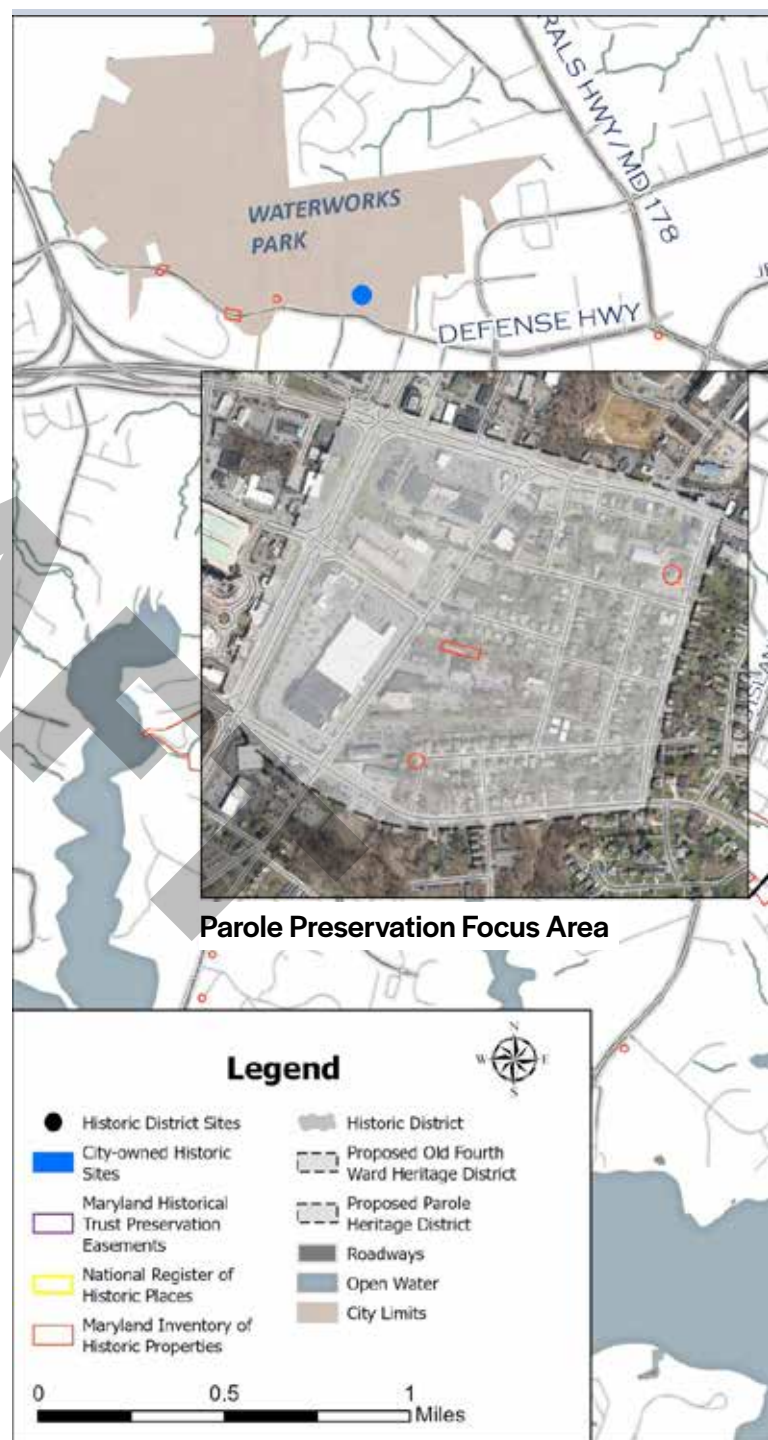 RALS HWY/MD 178
WATERWORKS
PARK
DEFENSE HWY
Parole Preservation Focus Area
Legend
N
W
E
S
Historic District Sites
City-owned Historic
Sites
Maryland Historical
Trust Preservation
Easements
National Register of
Historic Places
Maryland Inventory of
Historic Properties
Historic District
Proposed Old Fourth
Ward Heritage District
Proposed Parole
Heritage District
Roadways
Open Water
City Limits
0 0.5 1
Miles